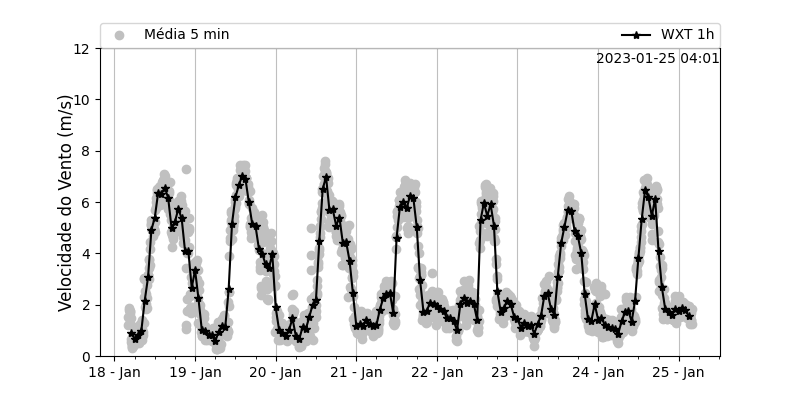 Média 5 min
WXT 1h
2023-01-25 04:01
Velocidade do Vento (m/s)
12
10
8
6
4
2
0
18 - Jan 19 - Jan 20 - Jan 21 - Jan 22 - Jan 23 - Jan 24 - Jan 25 - Jan